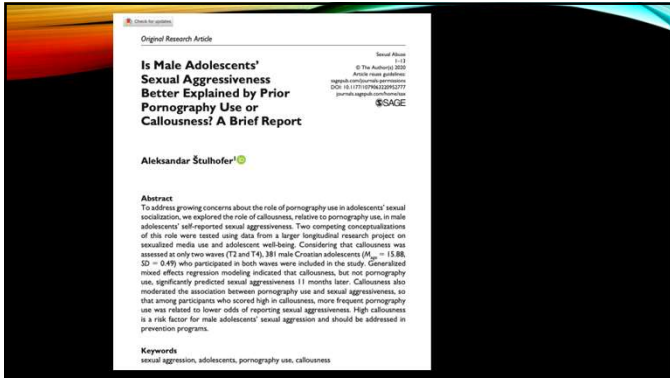 Check for updates
Original Research Article
Is Male Adolescents'
Sexual Aggressiveness
Better Explained by Prior
Pornography Use or
Callousness? A Brief Report
Sexual Abuse
1–13
© The Author(s) 2020
Article reuse guidelines:
sagepub.com/journals-permissions
DOI: 10.1177/1079063220952777
journals.sagepub.com/home/sax
SAGE
Aleksandar Štulhofer¹
Abstract
To address growing concerns about the role of pornography use in adolescents' sexual
socialization, we explored the role of callousness, relative to pornography use, in male
adolescents' self-reported sexual aggressiveness. Two competing conceptualizations
of this role were tested using data from a larger longitudinal research project on
sexualized media use and adolescent well-being. Considering that callousness was
assessed at only two waves (T2 and T4), 381 male Croatian adolescents (Mage = 15.88,
SD = 0.49) who participated in both waves were included in the study. Generalized
mixed effects regression modeling indicated that callousness, but not pornography
use, significantly predicted sexual aggressiveness 11 months later. Callousness also
moderated the association between pornography use and sexual aggressiveness, so
that among participants who scored high in callousness, more frequent pornography
use was related to lower odds of reporting sexual aggressiveness. High callousness
is a risk factor for male adolescents' sexual aggression and should be addressed in
prevention programs.
Keywords
sexual aggression, adolescents, pornography use, callousness